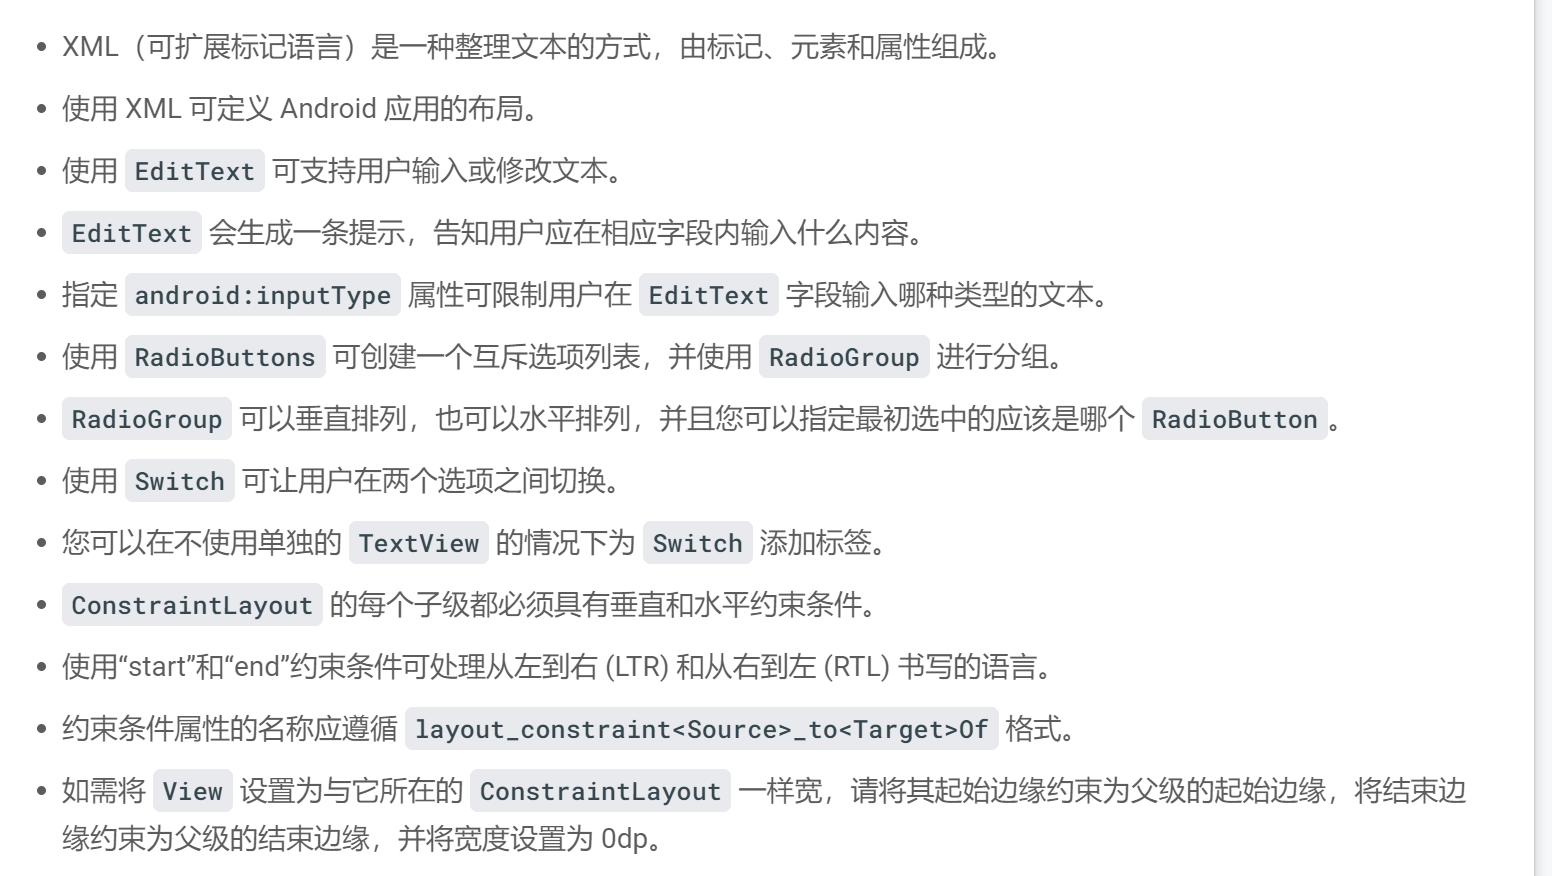 • XML（可扩展标记语言）是一种整理文本的方式，由标记、元素和属性组成。
• 使用 XML 可定义 Android 应用的布局。
• 使用 EditText 可支持用户输入或修改文本。
• EditText 会生成一条提示，告知用户应在相应字段内输入什么内容。
• 指定 android:inputType 属性可限制用户在 EditText 字段输入哪种类型的文本。
• 使用 RadioButtons 可创建一个互斥选项列表，并使用 RadioGroup 进行分组。
• RadioGroup 可以垂直排列，也可以水平排列，并且您可以指定最初选中的应该是哪个 RadioButton。
• 使用 Switch 可让用户在两个选项之间切换。
• 您可以在不使用单独的 TextView 的情况下为 Switch 添加标签。
• ConstraintLayout 的每个子级都必须具有垂直和水平约束条件。
• 使用“start”和“end”约束条件可处理从左到右 (LTR) 和从右到左 (RTL) 书写的语言。
• 约束条件属性的名称应遵循 layout_constraint<Source>_to<Target>Of 格式。
• 如需将 View 设置为与它所在的 ConstraintLayout 一样宽，请将其起始边缘约束为父级的起始边缘，将结束边
缘约束为父级的结束边缘，并将宽度设置为 0dp。